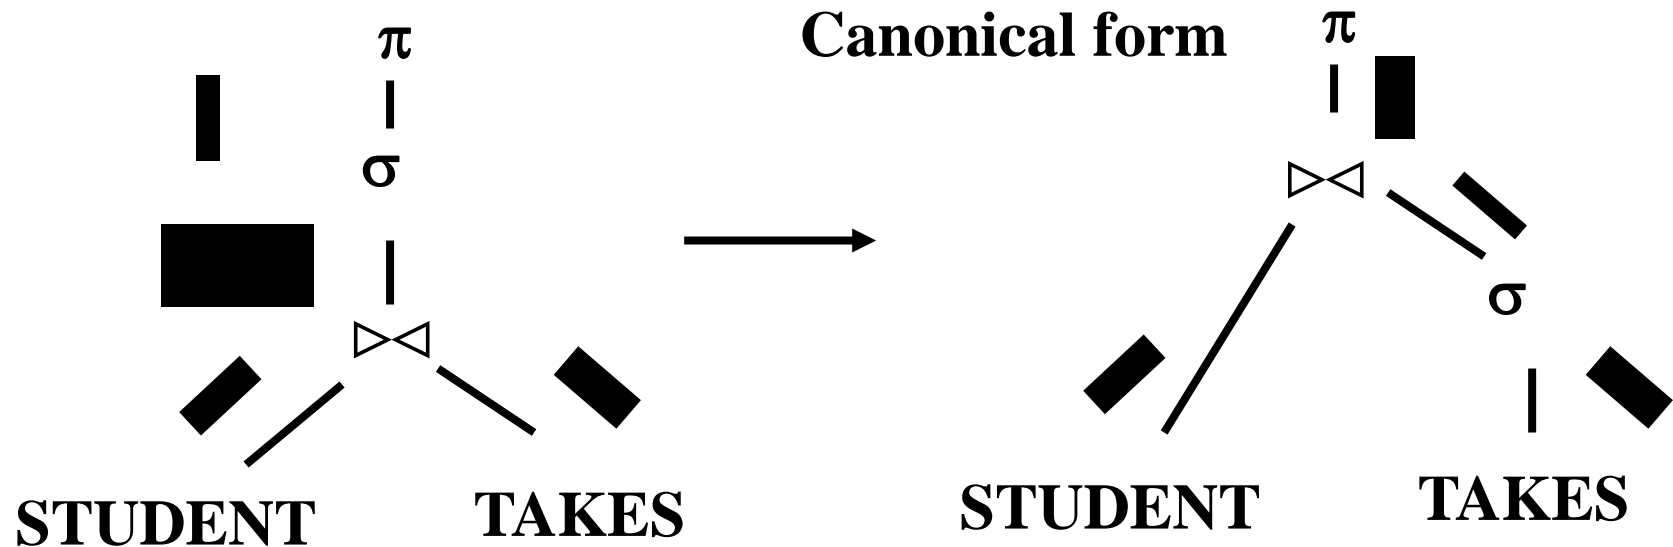 Canonical form
π
π
σ
⋈
⋈
σ
STUDENT TAKES
STUDENT TAKES